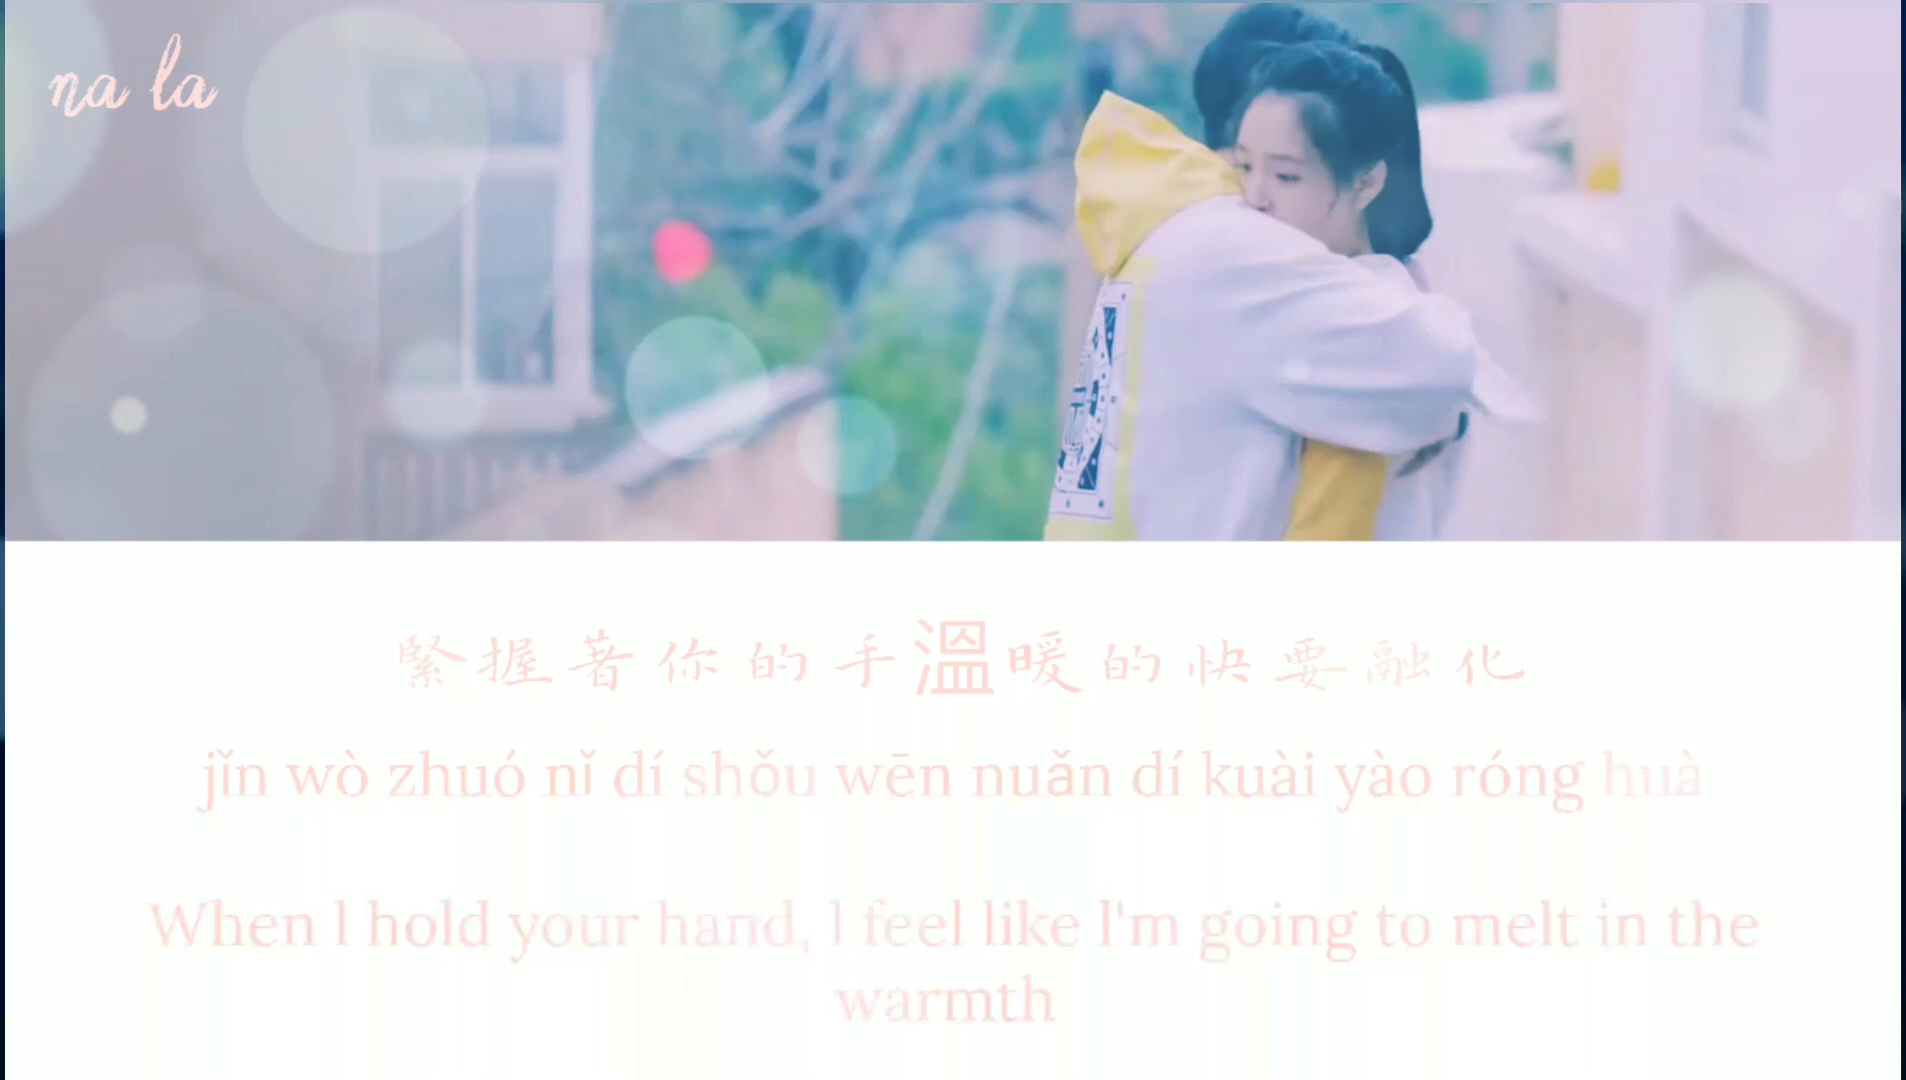 na la
緊握著你的手溫暖的快要融化
jǐn wò zhuó nǐ dí shǒu wēn nuǎn dí kuài yào róng huà
When I hold your hand, I feel like I'm going to melt in the
warmth